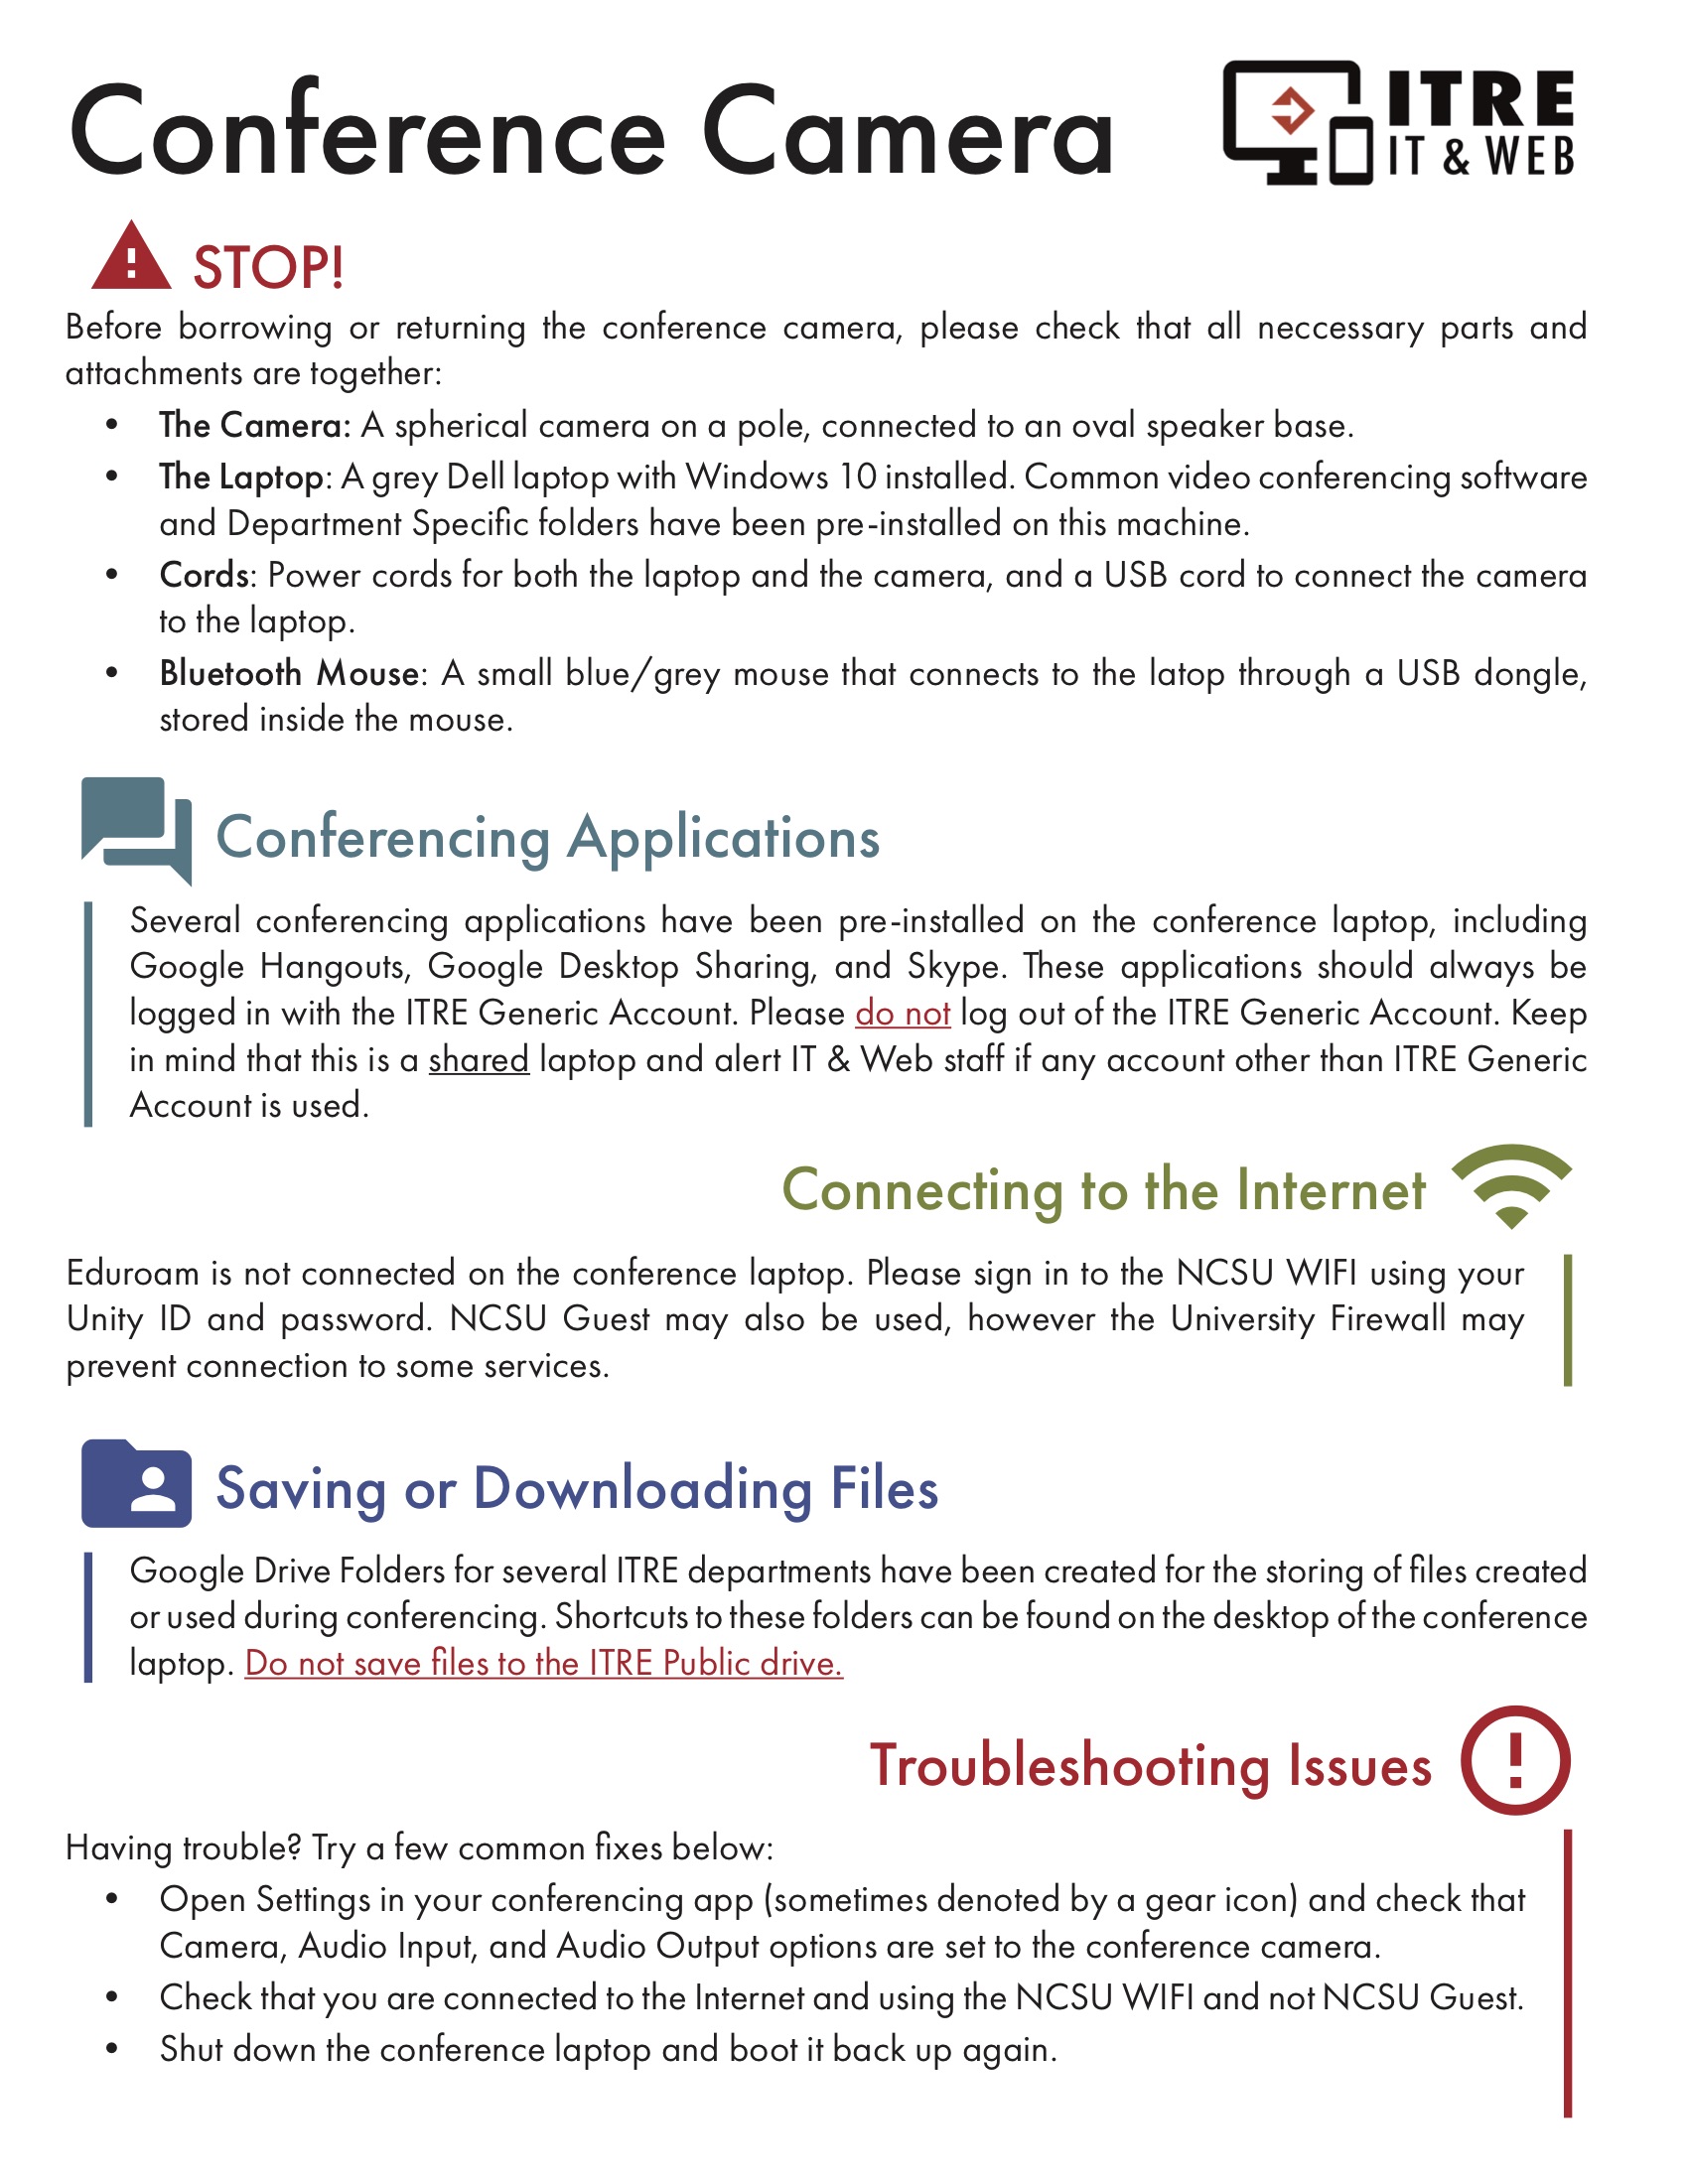 Conference Camera
ITRE
IT & WEB
STOP!
Before borrowing or returning the conference camera, please check that all neccessary parts and
attachments are together:
• The Camera: A spherical camera on a pole, connected to an oval speaker base.
• The Laptop: A grey Dell laptop with Windows 10 installed. Common video conferencing software
and Department Specific folders have been pre-installed on this machine.
• Cords: Power cords for both the laptop and the camera, and a USB cord to connect the camera
to the laptop.
• Bluetooth Mouse: A small blue/grey mouse that connects to the latop through a USB dongle,
stored inside the mouse.
Conferencing Applications
Several conferencing applications have been pre-installed on the conference laptop, including
Google Hangouts, Google Desktop Sharing, and Skype. These applications should always be
logged in with the ITRE Generic Account. Please do not log out of the ITRE Generic Account. Keep
in mind that this is a shared laptop and alert IT & Web staff if any account other than ITRE Generic
Account is used.
Connecting to the Internet
Eduroam is not connected on the conference laptop. Please sign in to the NCSU WIFI using your
Unity ID and password. NCSU Guest may also be used, however the University Firewall may
prevent connection to some services.
Saving or Downloading Files
Google Drive Folders for several ITRE departments have been created for the storing of files created
or used during conferencing. Shortcuts to these folders can be found on the desktop of the conference
laptop. Do not save files to the ITRE Public drive.
Troubleshooting Issues
Having trouble? Try a few common fixes below:
• Open Settings in your conferencing app (sometimes denoted by a gear icon) and check that
Camera, Audio Input, and Audio Output options are set to the conference camera.
• Check that you are connected to the Internet and using the NCSU WIFI and not NCSU Guest.
• Shut down the conference laptop and boot it back up again.